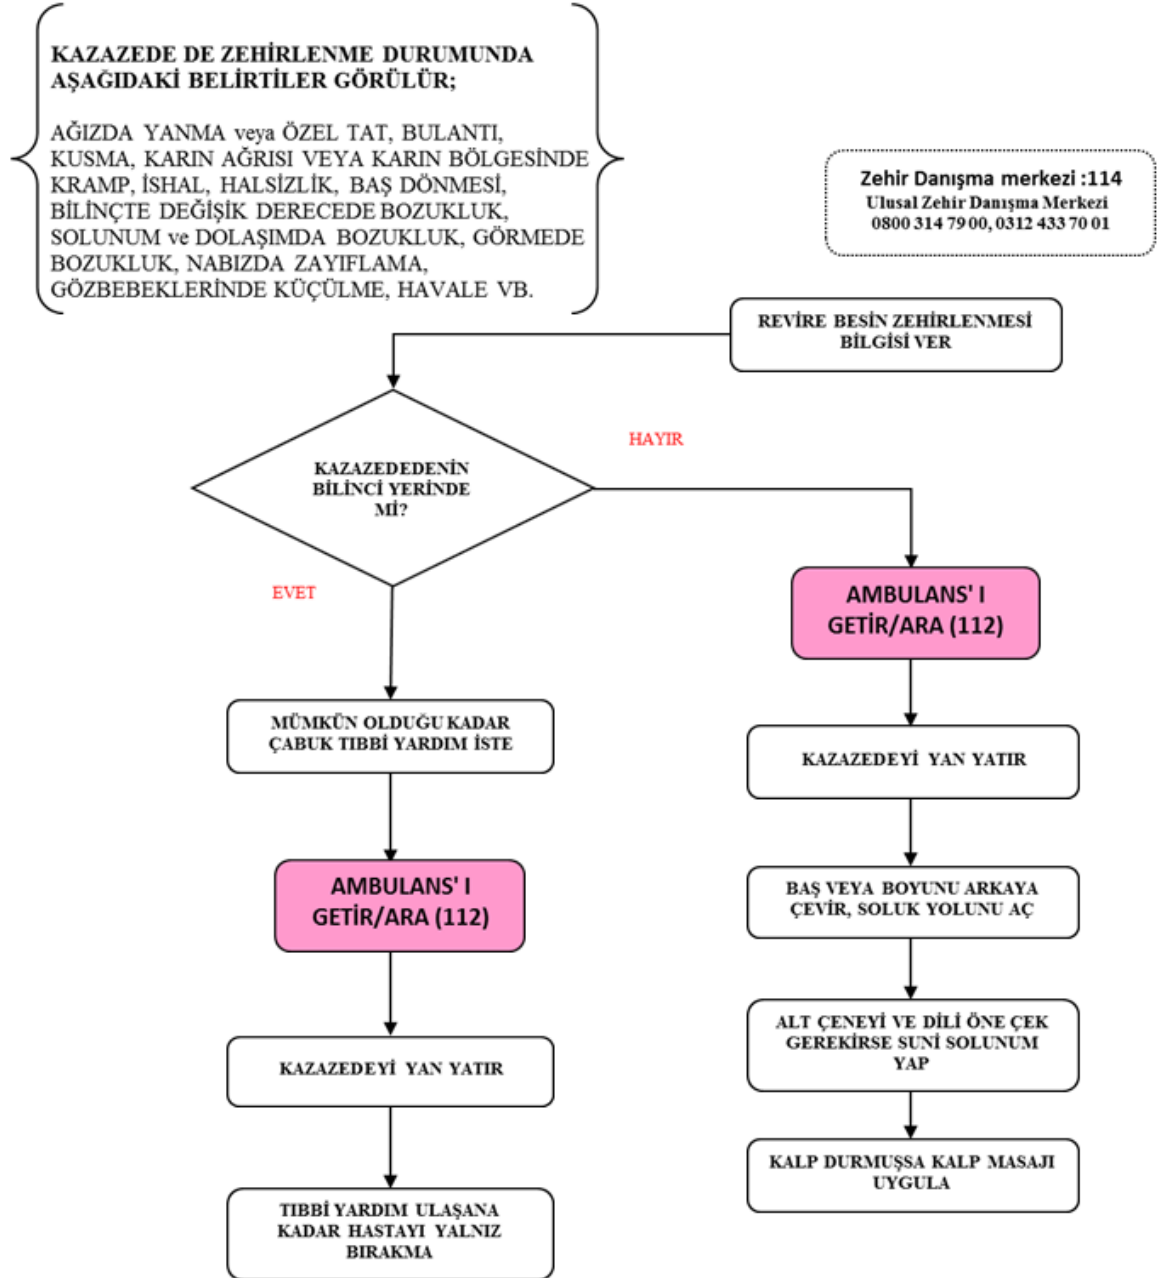 KAZAZEDE DE ZEHİRLENME DURUMUNDA
AŞAĞIDAKİ BELİRTİLER GÖRÜLÜR;
AĞIZDA YANMA veya ÖZEL TAT, BULANTI,
KUSMA, KARIN AĞRISI VEYA KARIN BÖLGESİNDE
KRAMP, İSHAL, HALSİZLİK, BAŞ DÖNMESİ,
BİLİNÇTE DEĞİŞİK DERECEDE BOZUKLUK,
SOLUNUM ve DOLAŞIMDA BOZUKLUK, GÖRMEDE
BOZUKLUK, NABIZDA ZAYIFLAMA,
GÖZBEBEKLERİNDE KÜÇÜLME, HAVALE VB.
Zehir Danışma merkezi :114
Ulusal Zehir Danışma Merkezi
0800 314 79 00, 0312 433 70 01
REVİRE BESİN ZEHİRLENMESİ
BİLGİSİ VER
KAZAZEDEDENİN
BİLİNCİ YERİNDE
Mİ?
HAYIR
EVET
AMBULANS' I
GETİR/ARA (112)
MÜMKÜN OLDUĞU KADAR
ÇABUK TIBBİ YARDIM İSTE
KAZAZEDEYİ YAN YATIR
AMBULANS' I
GETİR/ARA (112)
BAŞ VEYA BOYUNU ARKAYA
ÇEVİR, SOLUK YOLUNU AÇ
KAZAZEDEYİ YAN YATIR
ALT ÇENEYİ VE DİLİ ÖNE ÇEK
GEREKİRSE SUNİ SOLUNUM
YAP
KALP DURMUŞSA KALP MASAJI
UYGULA
TIBBİ YARDIM ULAŞANA
KADAR HASTAYI YALNIZ
BIRAKMA